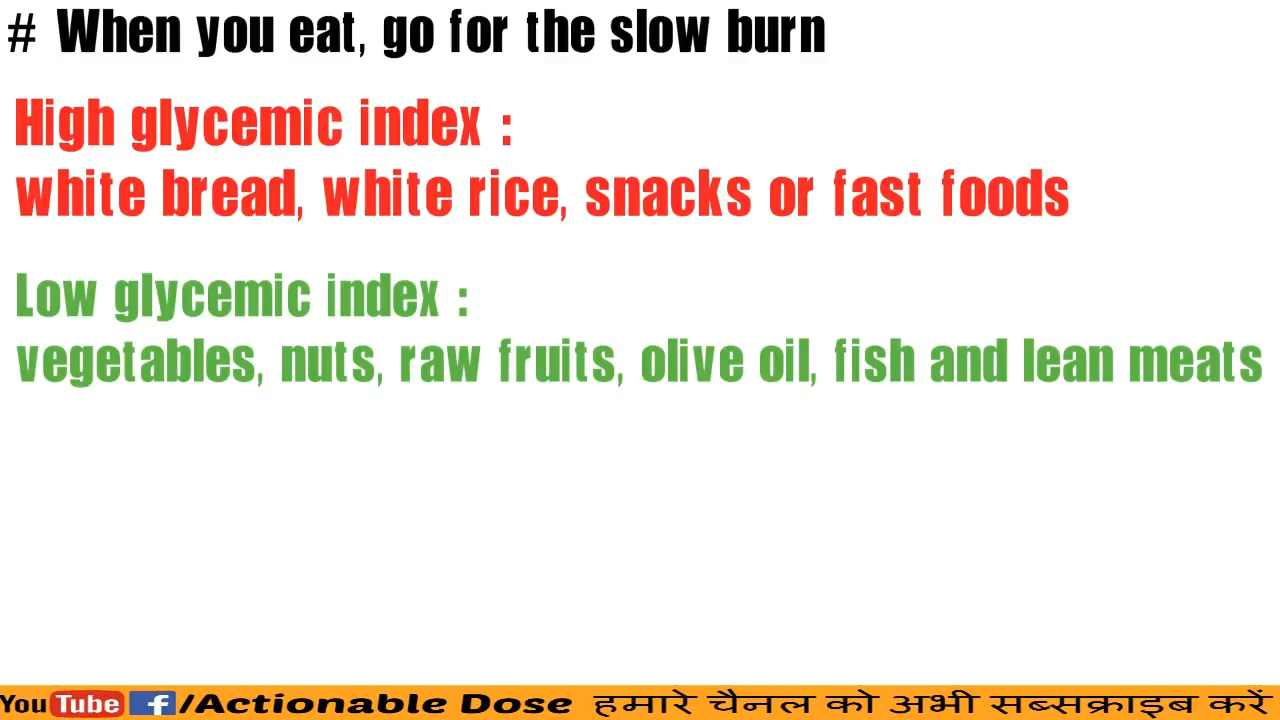 # When you eat, go for the slow burn
High glycemic index :
white bread, white rice, snacks or fast foods
Low glycemic index :
vegetables, nuts, raw fruits, olive oil, fish and lean meats
You Tube f /Actionable Dose हमारे चैनल को अभी सब्सक्राइब करें